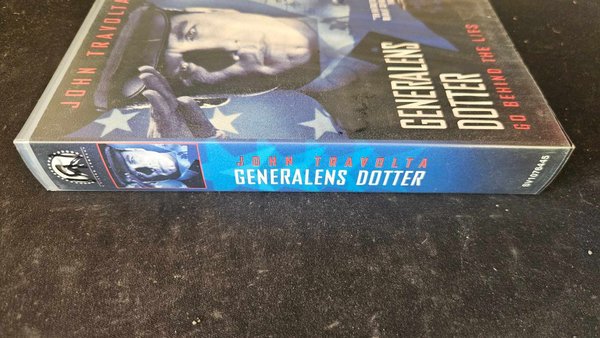 JOHN TRAVOLTA
GENERALENS
DOTTER
GO BEHIND THE LIES
JOHN TRAVOLTA
GENERALENS DOTTER